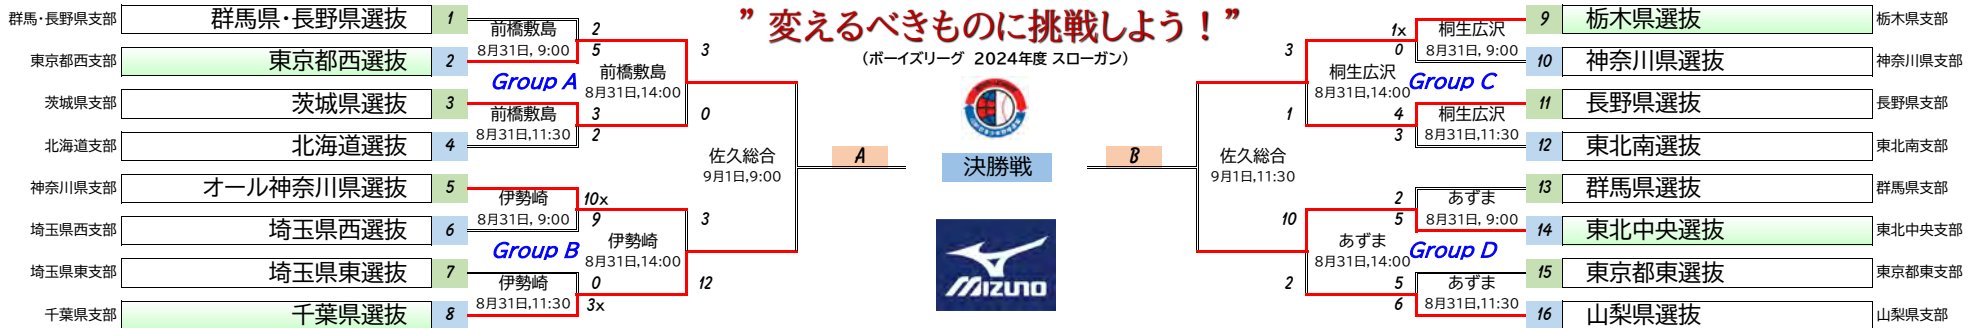 ”変えるべきものに挑戦しよう！”
（ボーイズリーグ 2024年度 スローガン）
群馬・長野県支部 群馬県・長野県選抜 1
東京都西支部 東京都西選抜 2
茨城県支部 茨城県選抜 3
北海道支部 北海道選抜 4
神奈川県支部 オール神奈川県選抜 5
埼玉県西支部 埼玉県西選抜 6
埼玉県東支部 埼玉県東選抜 7
千葉県支部 千葉県選抜 8
前橋敷島 2
8月31日, 9:00 5
Group A
前橋敷島 3
8月31日,11:30 2
3
前橋敷島
8月31日,14:00
0
伊勢崎 10x
8月31日, 9:00 9
Group B
伊勢崎 0
8月31日,11:30 3x
3
伊勢崎
8月31日,14:00
12
佐久総合
9月1日,9:00
A
決勝戦
B
MIZUNO
佐久総合
9月1日,11:30
3
桐生広沢
8月31日,14:00
1
1x 桐生広沢
0 8月31日, 9:00
Group C
4 桐生広沢
3 8月31日,11:30
10
あずま
8月31日,14:00
2
2 あずま
5 8月31日, 9:00
Group D
5 あずま
6 8月31日,11:30
9 栃木県選抜 栃木県支部
10 神奈川県選抜 神奈川県支部
11 長野県選抜 長野県支部
12 東北南選抜 東北南支部
13 群馬県選抜 群馬県支部
14 東北中央選抜 東北中央支部
15 東京都東選抜 東京都東支部
16 山梨県選抜 山梨県支部